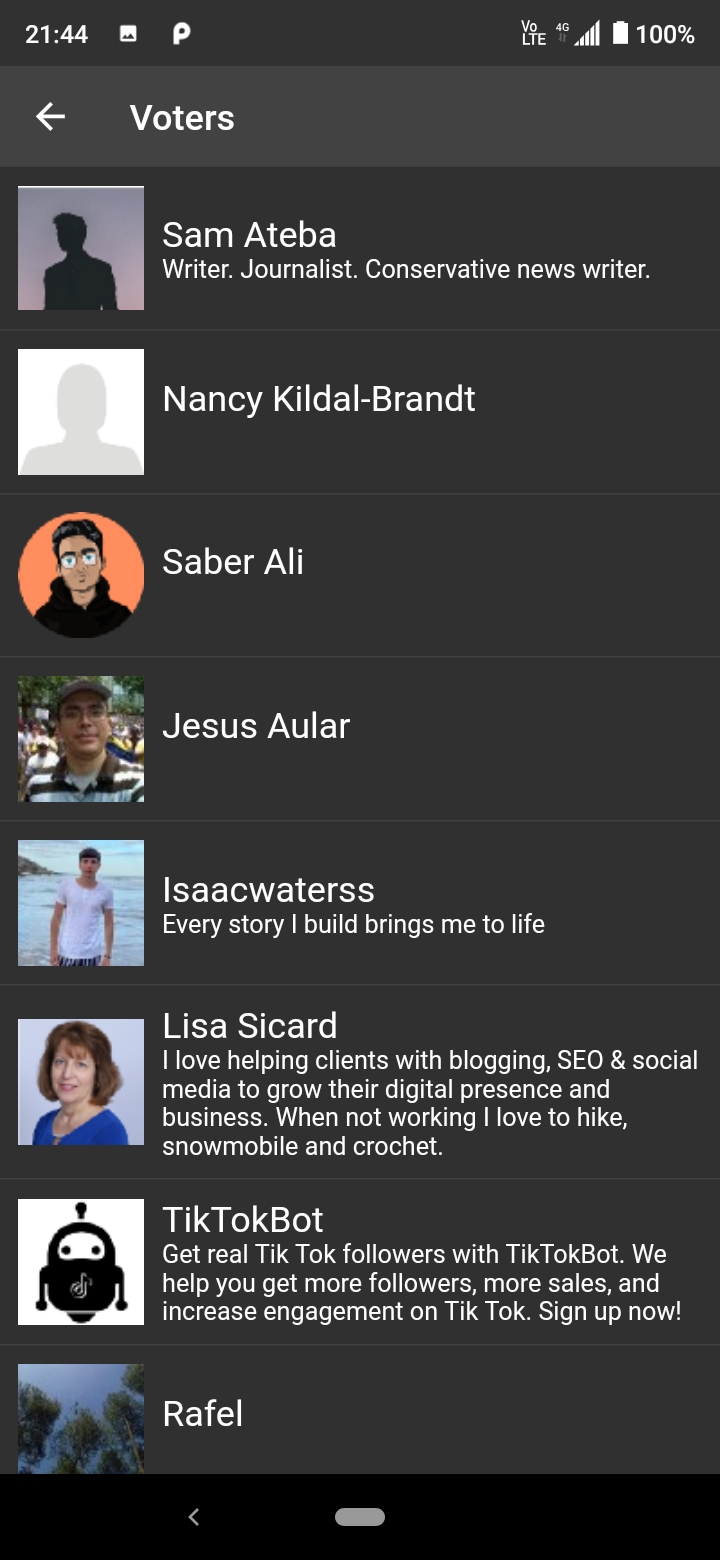 21:44
Vo
LTE
4G
100%
Voters
Sam Ateba
Writer. Journalist. Conservative news writer.
Nancy Kildal-Brandt
Saber Ali
Jesus Aular
Isaacwaterss
Every story I build brings me to life
Lisa Sicard
I love helping clients with blogging, SEO & social
media to grow their digital presence and
business. When not working I love to hike,
snowmobile and crochet.
TikTokBot
Get real Tik Tok followers with TikTokBot. We
help you get more followers, more sales, and
increase engagement on Tik Tok. Sign up now!
Rafel